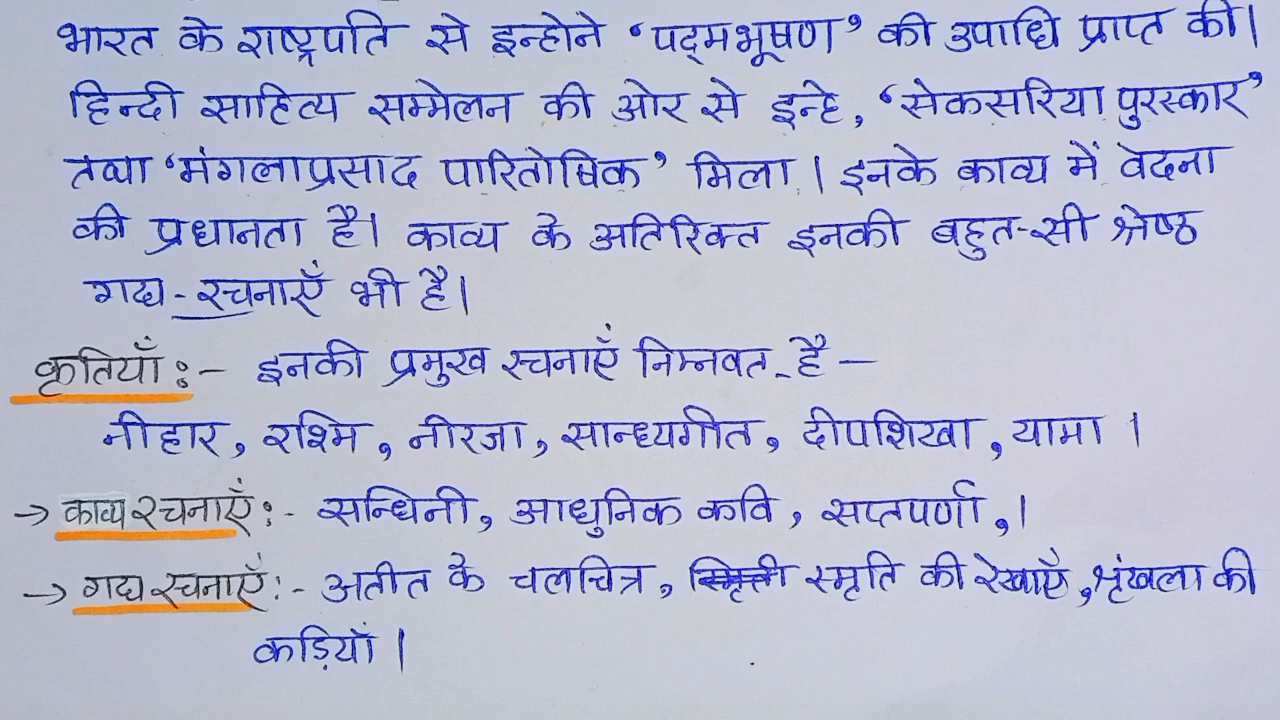 भारत के राष्ट्रपति से इन्होने ‘पद्मभूषण’ की उपाधि प्राप्त की।
हिन्दी साहित्य सम्मेलन की ओर से इन्हे, ‘सेकसरिया पुरस्कार’
तथा ‘मंगलाप्रसाद पारितोषिक’ मिला। इनके काव्य में वेदना
की प्रधानता है। काव्य के अतिरिक्त इनकी बहुत-सी श्रेष्ठ
गद्य-रचनाएँ भी है।
कृतियाँ:- इनकी प्रमुख रचनाएँ निम्नवत् है –
नीहार, रश्मि, नीरजा, सान्ध्यगीत, दीपशिखा, यामा ।
→ काव्य रचनाएँ:- सन्धिनी, आधुनिक कवि, सप्तपर्णा,।
→ गद्य रचनाएँ:- अतीत के चलचित्र, स्मृति की रेखाएँ, श्रृंखला की
कड़ियाँ।